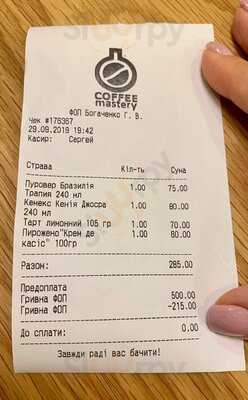 COFFEE
mastery
ФОП Богаченко Г. В.
Чек #176367
29.09.2019 19:42
Касир: Сергей
Страва Кіл-ть Сума
Пуровер Бразилія 1.00 75.00
Трапия 240 мл
Кемекс Кенія Джосра 1.00 80.00
240 мл
Тарт лимонний 105 гр 1.00 70.00
Пирожено"Крем де 1.00 60.00
касіс" 100гр
Разом: 285.00
Предоплата
Гривна ФОП 500.00
Гривна ФОП -215.00
До сплати: 0.00
Завжди раді вас бачити!